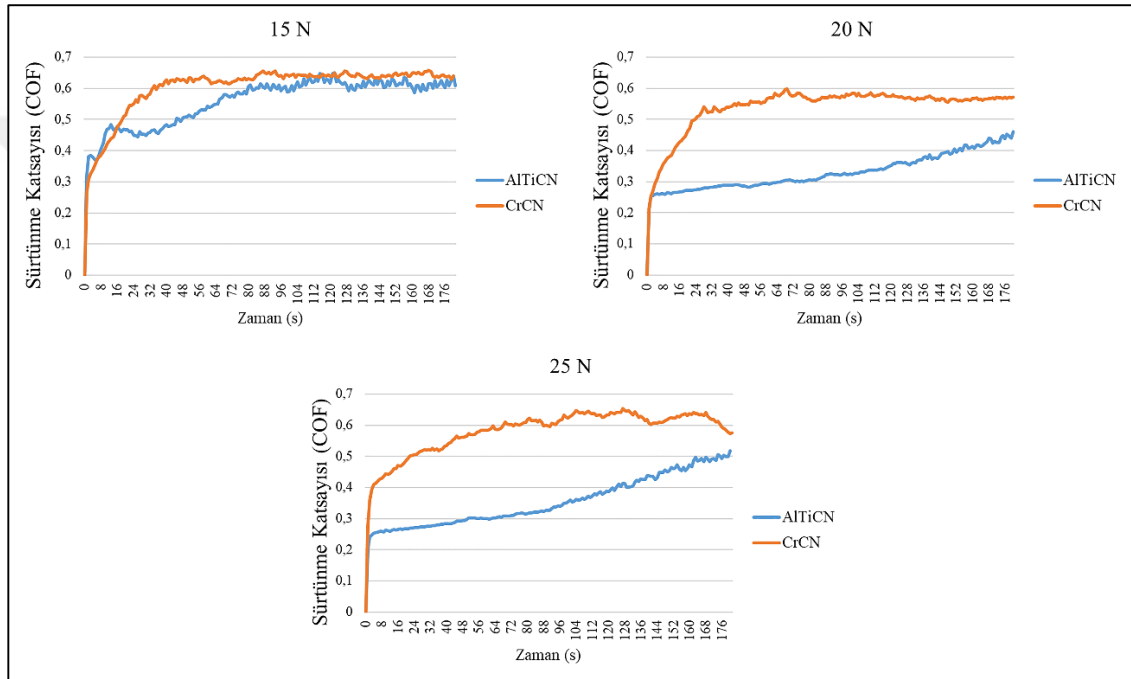 15 N
Sürtünme Katsayısı (COF)
0,7
0,6
0,5
0,4
0,3
0,2
0,1
0
0 8 16 24 32 40 48 56 64 72 80 88 96 104 112 120 128 136 144 152 160 168 176
Zaman (s)
AlTiCN
CrCN
20 N
Sürtünme Katsayısı (COF)
0,7
0,6
0,5
0,4
0,3
0,2
0,1
0
0 8 16 24 32 40 48 56 64 72 80 88 96 104 112 120 128 136 144 152 160 168 176
Zaman (s)
AlTiCN
CrCN
25 N
Sürtünme Katsayısı (COF)
0,7
0,6
0,5
0,4
0,3
0,2
0,1
0
0 8 16 24 32 40 48 56 64 72 80 88 96 104 112 120 128 136 144 152 160 168 176
Zaman (s)
AlTiCN
CrCN